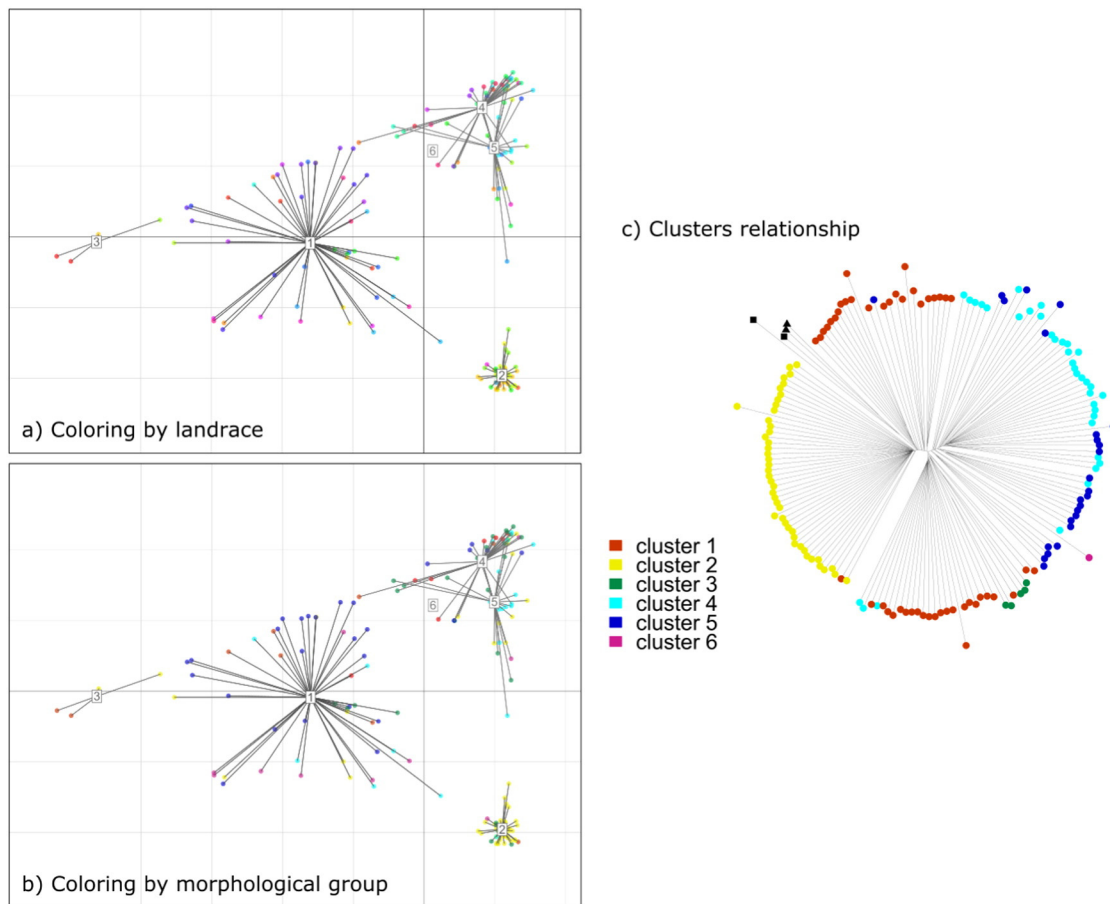 4
5
6
3
1
2
a) Coloring by landrace
4
5
6
3
1
2
b) Coloring by morphological group
c) Clusters relationship
cluster 1
cluster 2
cluster 3
cluster 4
cluster 5
cluster 6